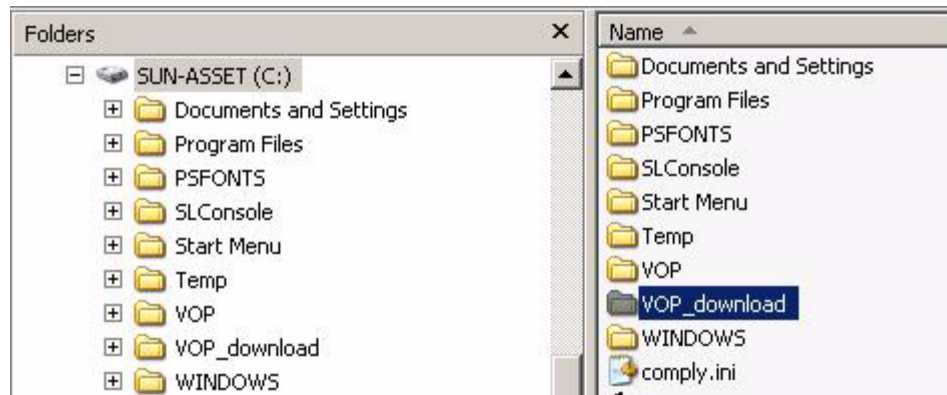 Folders
SUN-ASSET (C:)
Documents and Settings
Program Files
PSFONTS
SLConsole
Start Menu
Temp
VOP
VOP_download
WINDOWS
Name
Documents and Settings
Program Files
PSFONTS
SLConsole
Start Menu
Temp
VOP
VOP_download
WINDOWS
comply.ini